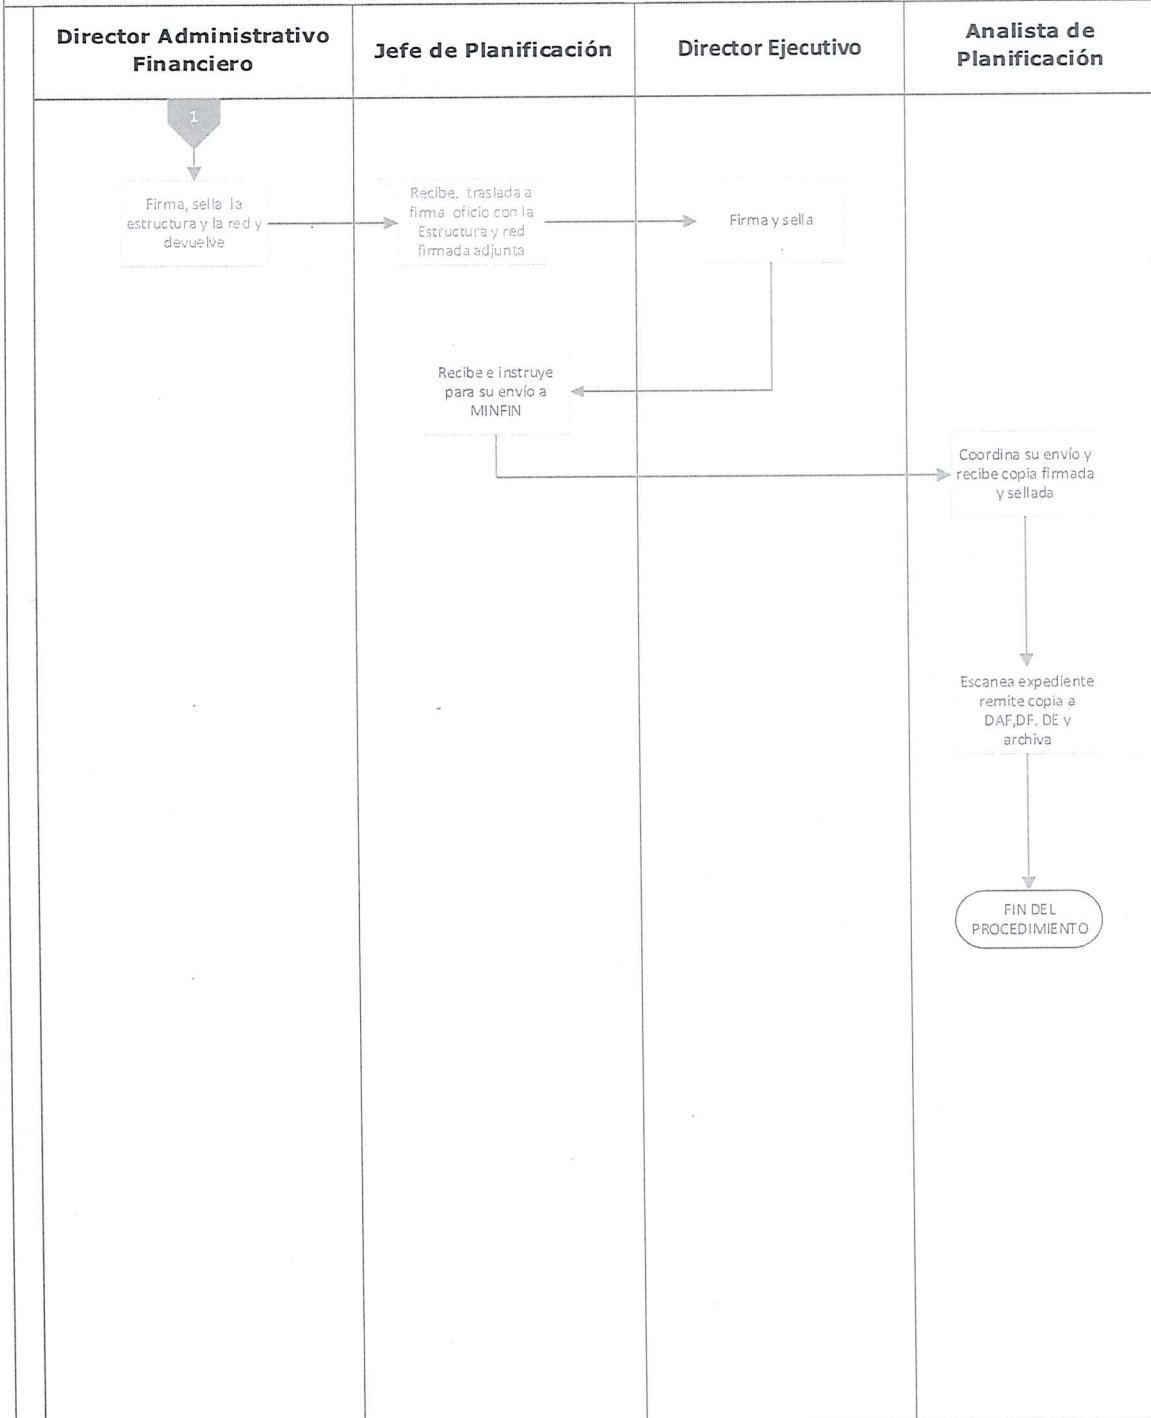 Director Administrativo
Financiero
Jefe de Planificación
Director Ejecutivo
Analista de
Planificación
1
Firma, sella la
estructura y la red y
devuelve
Recibe, traslada a
firma oficio con la
Estructura y red
firmada adjunta
Firma y sella
Recibe e instruye
para su envío a
MINFIN
Coordina su envío y
recibe copia firmada
y sellada
Escanea expediente
remite copia a
DAF,DF, DE y
archiva
FIN DEL
PROCEDIMIENTO